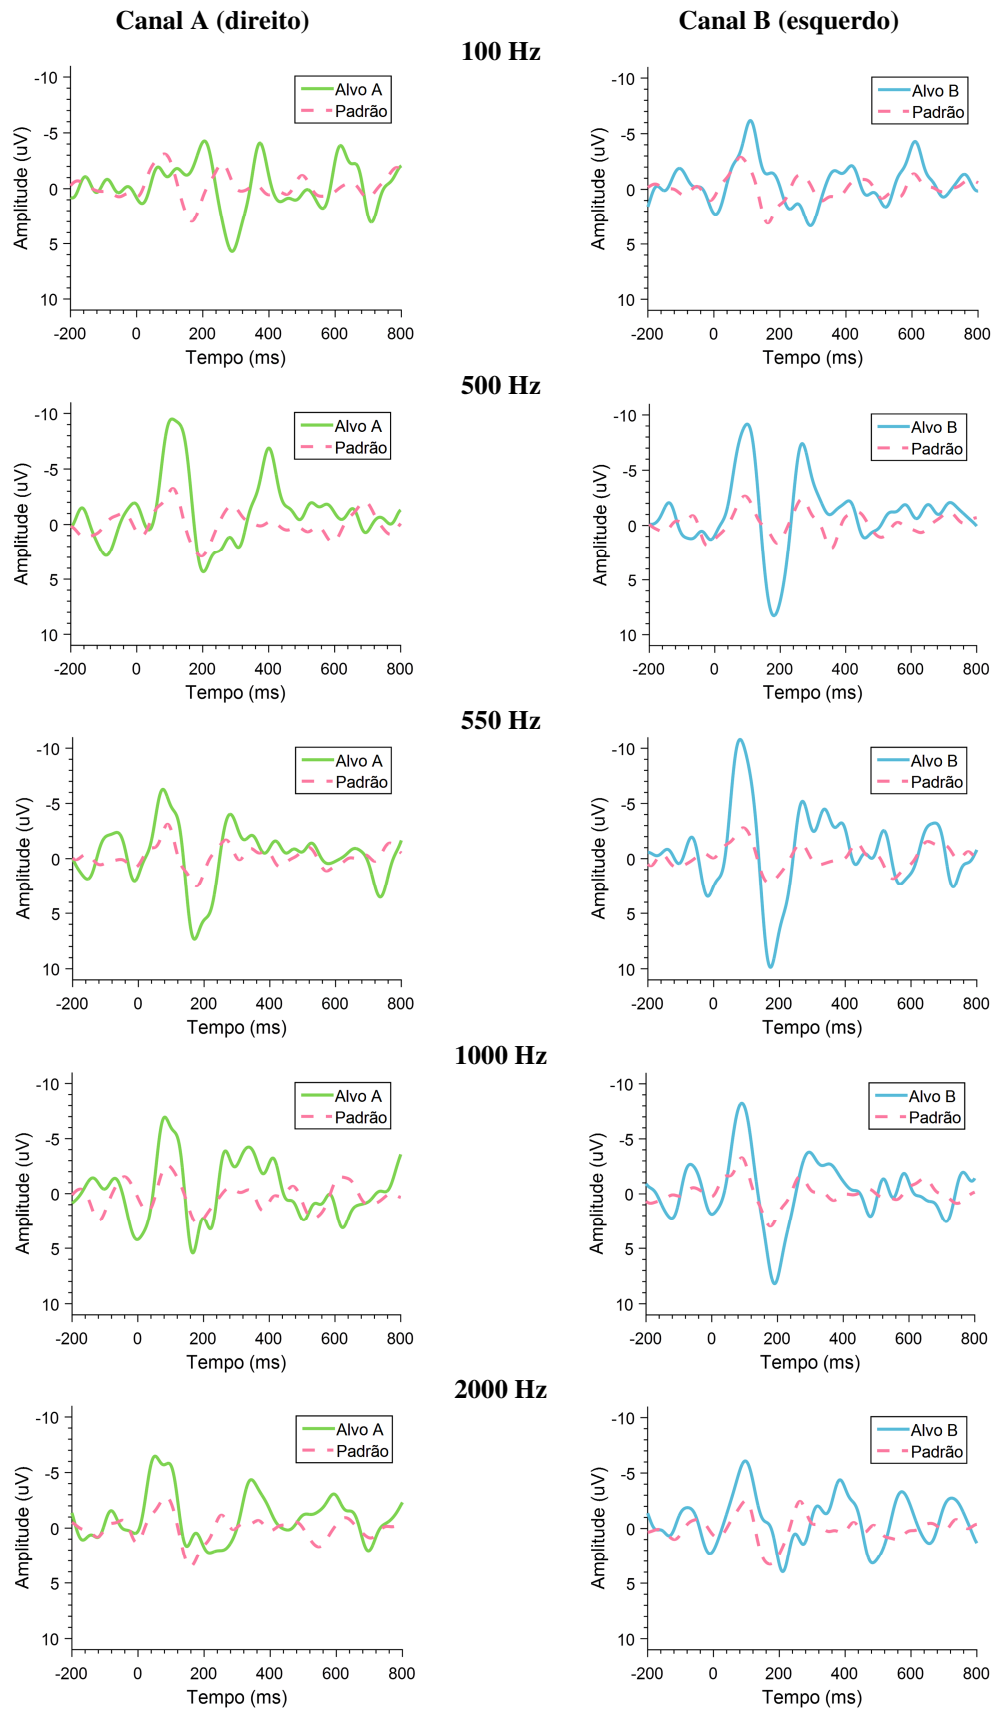 Canal A (direito) Canal B (esquerdo)
100 Hz
Alvo A
Padrão
Amplitude (uV)
-10
-5
0
5
10
-200 0 200 400 600 800
Tempo (ms)
Alvo B
Padrão
Amplitude (uV)
-10
-5
0
5
10
-200 0 200 400 600 800
Tempo (ms)
500 Hz
Alvo A
Padrão
Amplitude (uV)
-10
-5
0
5
10
-200 0 200 400 600 800
Tempo (ms)
Alvo B
Padrão
Amplitude (uV)
-10
-5
0
5
10
-200 0 200 400 600 800
Tempo (ms)
550 Hz
Alvo A
Padrão
Amplitude (uV)
-10
-5
0
5
10
-200 0 200 400 600 800
Tempo (ms)
Alvo B
Padrão
Amplitude (uV)
-10
-5
0
5
10
-200 0 200 400 600 800
Tempo (ms)
1000 Hz
Alvo A
Padrão
Amplitude (uV)
-10
-5
0
5
10
-200 0 200 400 600 800
Tempo (ms)
Alvo B
Padrão
Amplitude (uV)
-10
-5
0
5
10
-200 0 200 400 600 800
Tempo (ms)
2000 Hz
Alvo A
Padrão
Amplitude (uV)
-10
-5
0
5
10
-200 0 200 400 600 800
Tempo (ms)
Alvo B
Padrão
Amplitude (uV)
-10
-5
0
5
10
-200 0 200 400 600 800
Tempo (ms)